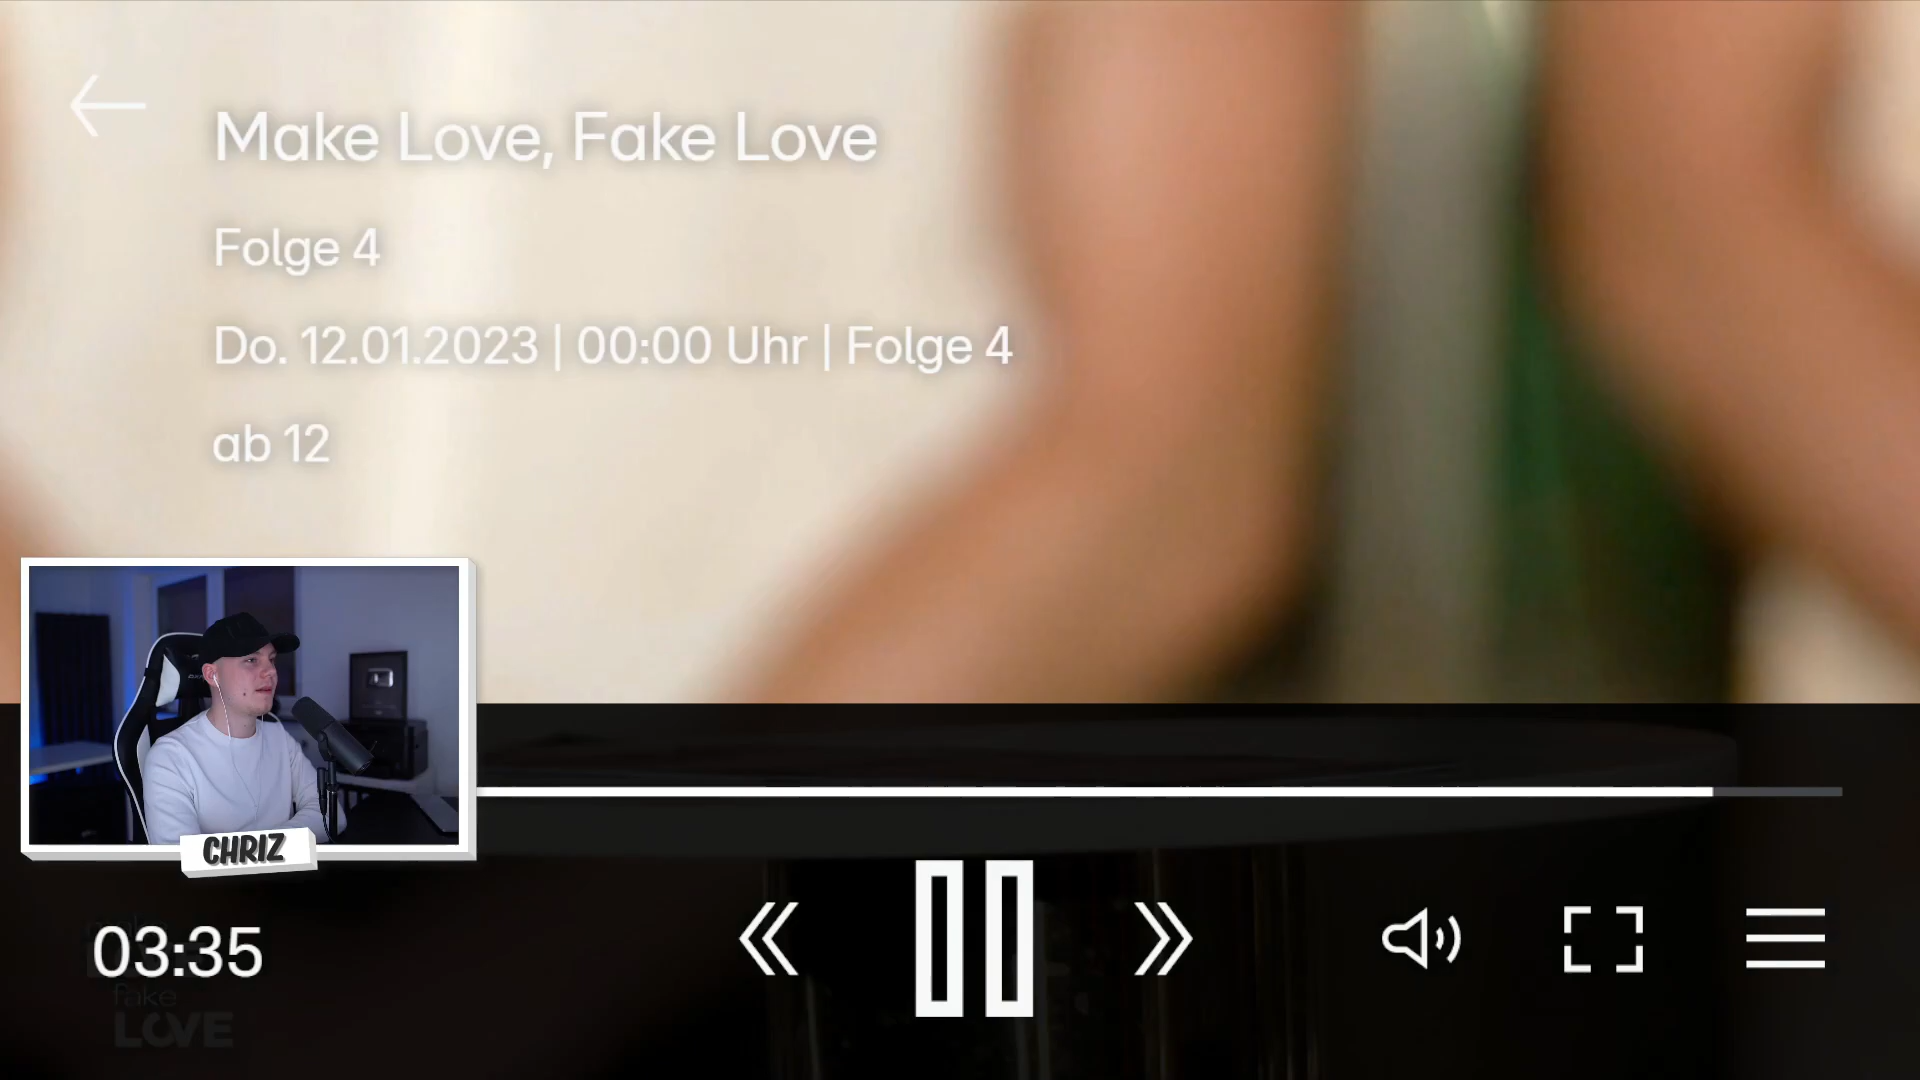 Make Love, Fake Love
Folge 4
Do. 12.01.2023 | 00:00 Uhr | Folge 4
ab 12
CHRIZ
03:35
fake
LOVE